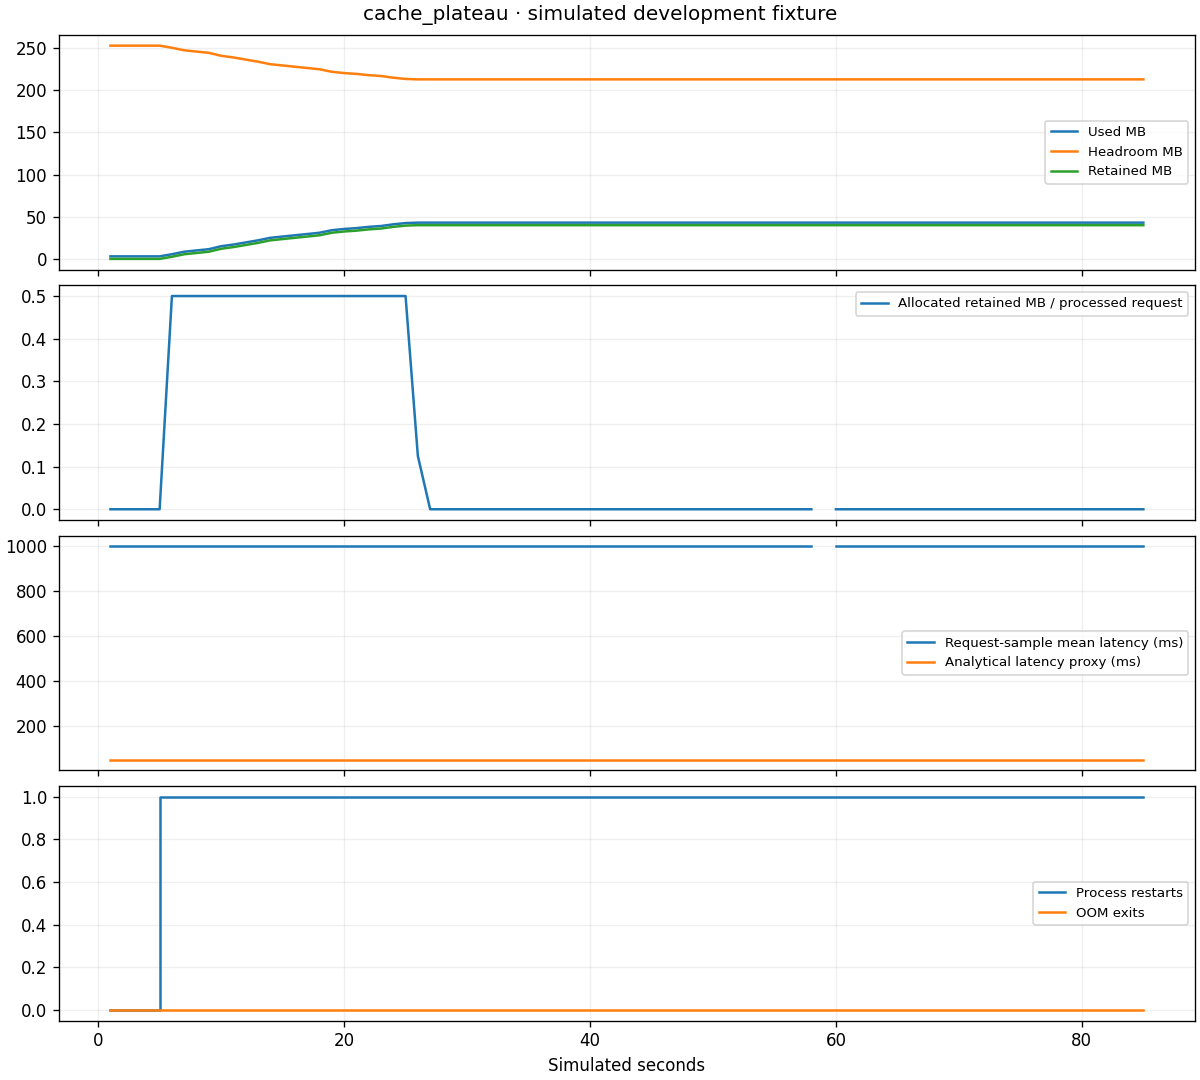 cache_plateau · simulated development fixture
250
200
150
100
50
0
Used MB
Headroom MB
Retained MB
0.5
0.4
0.3
0.2
0.1
0.0
Allocated retained MB / processed request
1000
800
600
400
200
Request-sample mean latency (ms)
Analytical latency proxy (ms)
1.0
0.8
0.6
0.4
0.2
0.0
Process restarts
OOM exits
0 20 40 60 80
Simulated seconds